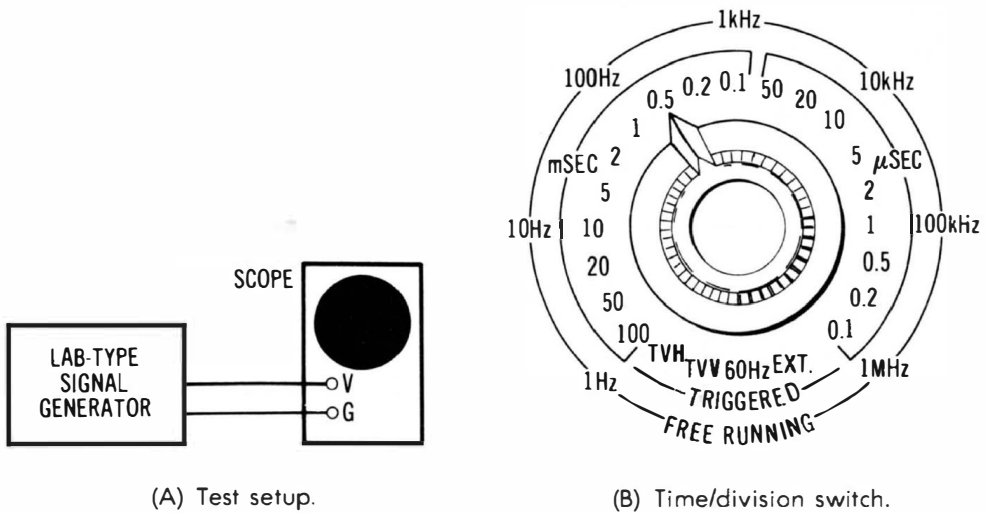 SCOPE
LAB-TYPE
SIGNAL
GENERATOR
V
G
(A) Test setup.
1kHz
100Hz
10kHz
0.5
0.2
0.1
50
20
10
1
2
mSEC
5
5
µSEC
2
10Hz
10
1
100kHz
20
0.5
50
0.2
100
0.1
TVH
TVV
60Hz
EXT.
1Hz
TRIGGERED
1MHz
FREE RUNNING
(B) Time/division switch.